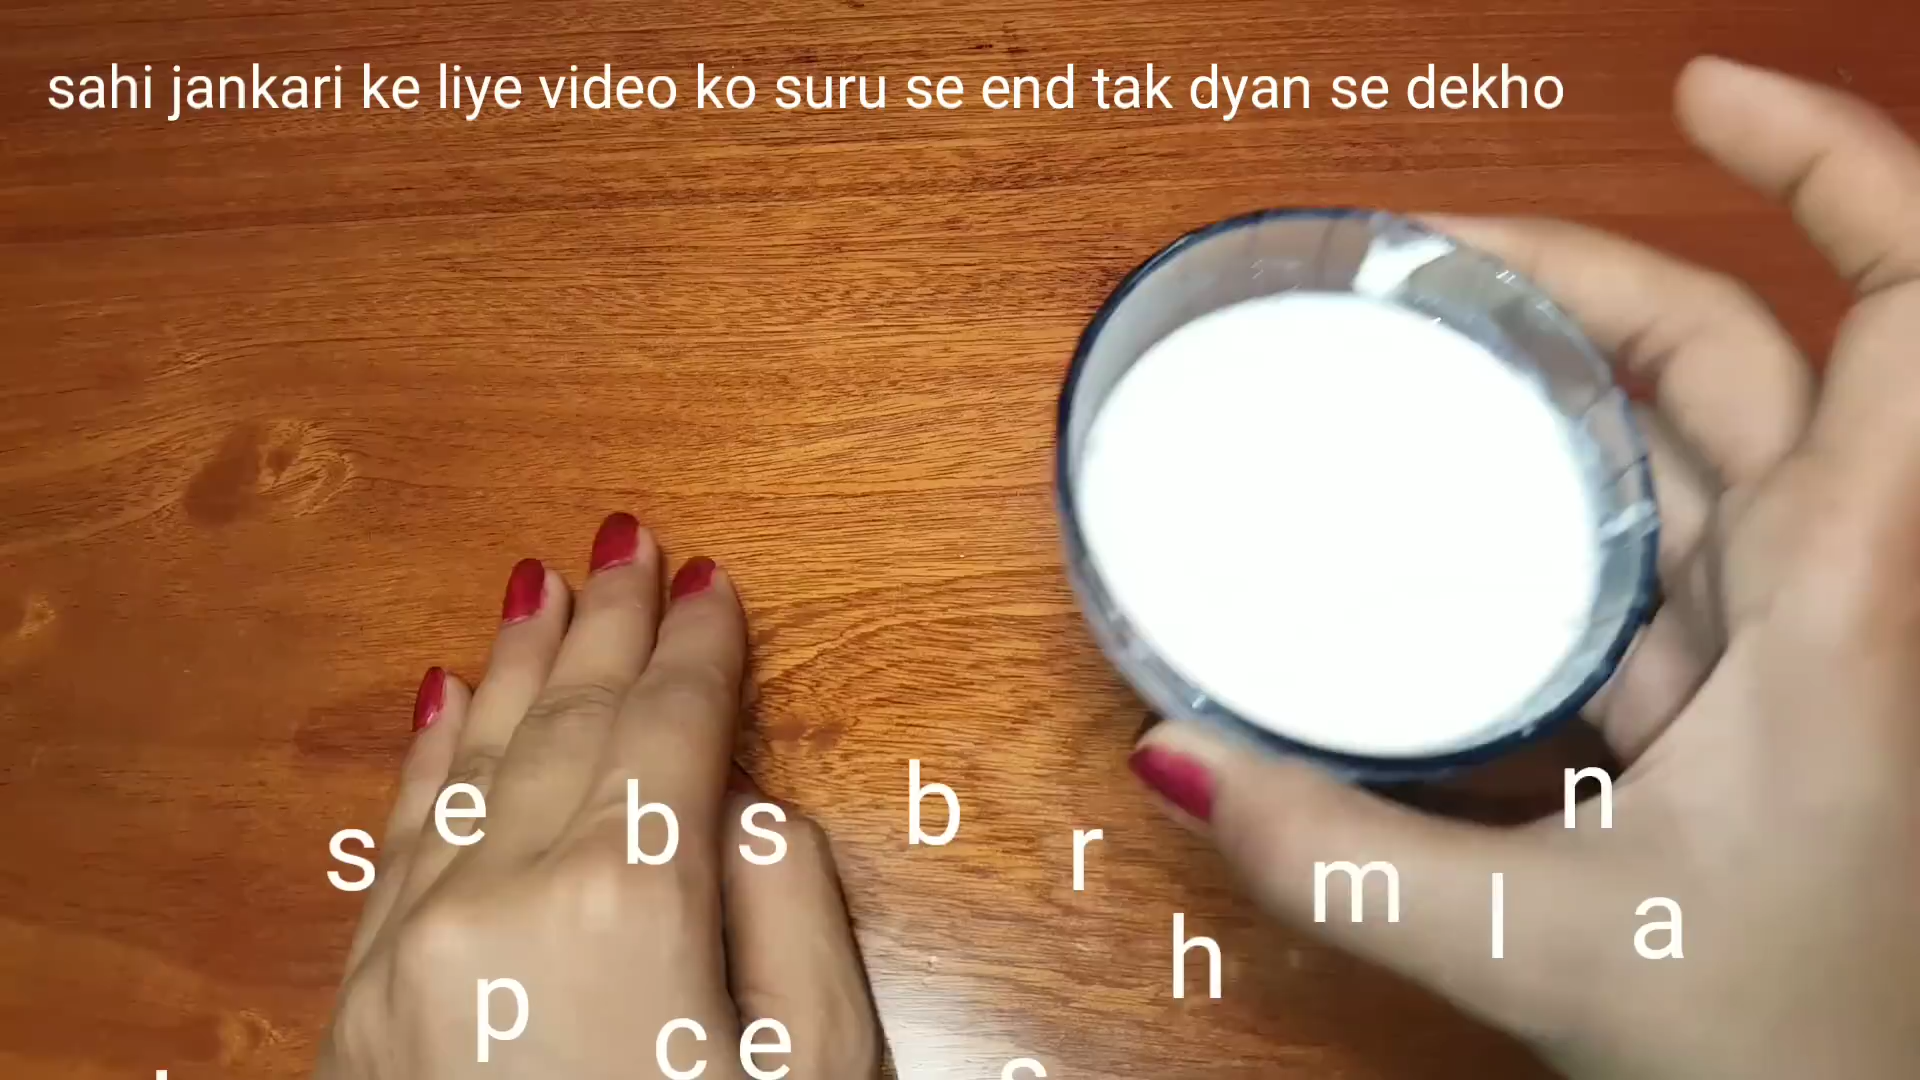 sahi jankari ke liye video ko suru se end tak dyan se dekho
s e b s b r h m l n a
p c e s